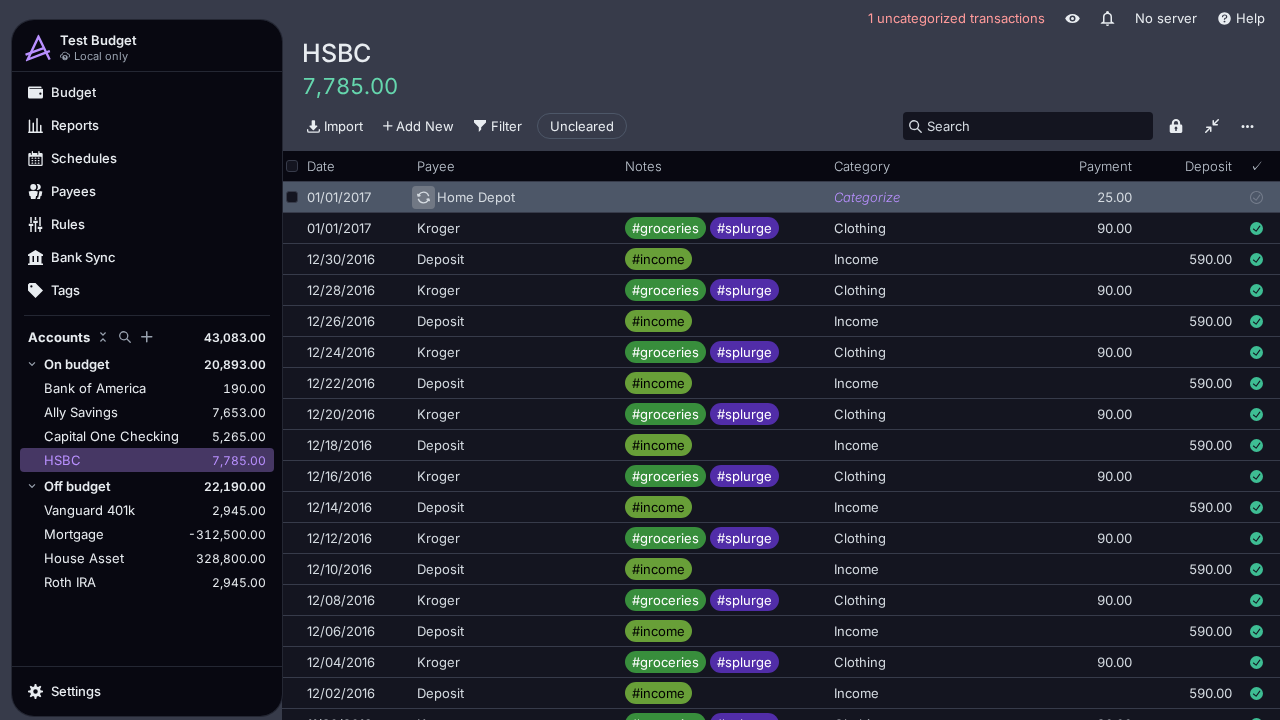 1 uncategorized transactions
No server
Help
Test Budget
Local only
Budget
Reports
Schedules
Payees
Rules
Bank Sync
Tags
Accounts 43,083.00
On budget 20,893.00
Bank of America 190.00
Ally Savings 7,653.00
Capital One Checking 5,265.00
HSBC 7,785.00
Off budget 22,190.00
Vanguard 401k 2,945.00
Mortgage -312,500.00
House Asset 328,800.00
Roth IRA 2,945.00
Settings
HSBC
7,785.00
Import Add New Filter Uncleared Search
Date Payee Notes Category Payment Deposit ✓
01/01/2017 Home Depot Categorize 25.00
01/01/2017 Kroger #groceries #splurge Clothing 90.00
12/30/2016 Deposit #income Income 590.00
12/28/2016 Kroger #groceries #splurge Clothing 90.00
12/26/2016 Deposit #income Income 590.00
12/24/2016 Kroger #groceries #splurge Clothing 90.00
12/22/2016 Deposit #income Income 590.00
12/20/2016 Kroger #groceries #splurge Clothing 90.00
12/18/2016 Deposit #income Income 590.00
12/16/2016 Kroger #groceries #splurge Clothing 90.00
12/14/2016 Deposit #income Income 590.00
12/12/2016 Kroger #groceries #splurge Clothing 90.00
12/10/2016 Deposit #income Income 590.00
12/08/2016 Kroger #groceries #splurge Clothing 90.00
12/06/2016 Deposit #income Income 590.00
12/04/2016 Kroger #groceries #splurge Clothing 90.00
12/02/2016 Deposit #income Income 590.00